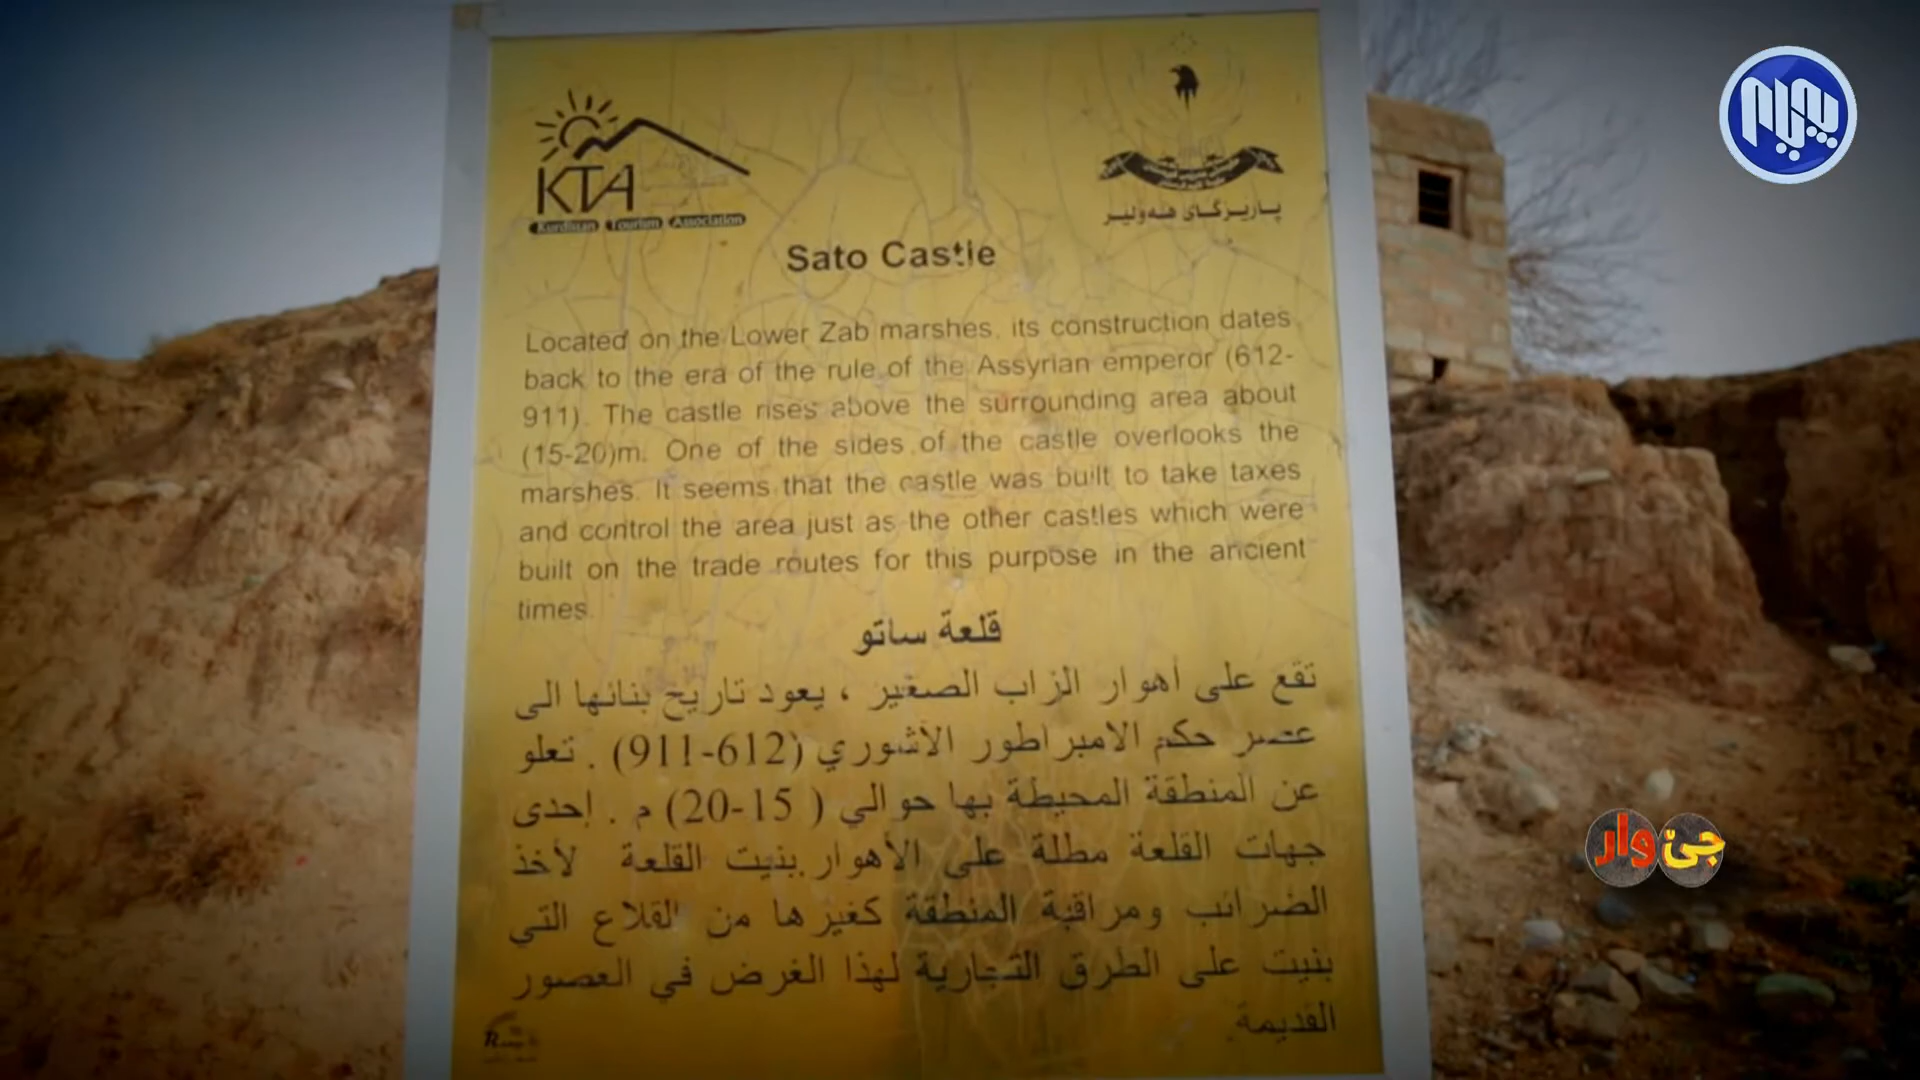 پەیام
KTA
Kurdistan Tourism Association
پاریزگای هەولیر
Sato Castle
Located on the Lower Zab marshes, its construction dates
back to the era of the rule of the Assyrian emperor (612-
911). The castle rises above the surrounding area about
(15-20)m. One of the sides of the castle overlooks the
marshes. It seems that the castle was built to take taxes
and control the area just as the other castles which were
built on the trade routes for this purpose in the ancient
times.
قلعة ساتو
تقع على أهوار الزاب الصغير ، يعود تاريخ بنائها الى
عصر حكم الامبراطور الأشوري (612-911) . تعلو
عن المنطقة المحيطة بها حوالي ( 15-20) م . إحدى
جهات القلعة مطلة على الأهوار.بنيت القلعة لأخذ
الضرائب ومراقبة المنطقة كغيرها من القلاع التي
بنيت على الطرق التجارية لهذا الغرض في العصور
القديمة.
جێ وار